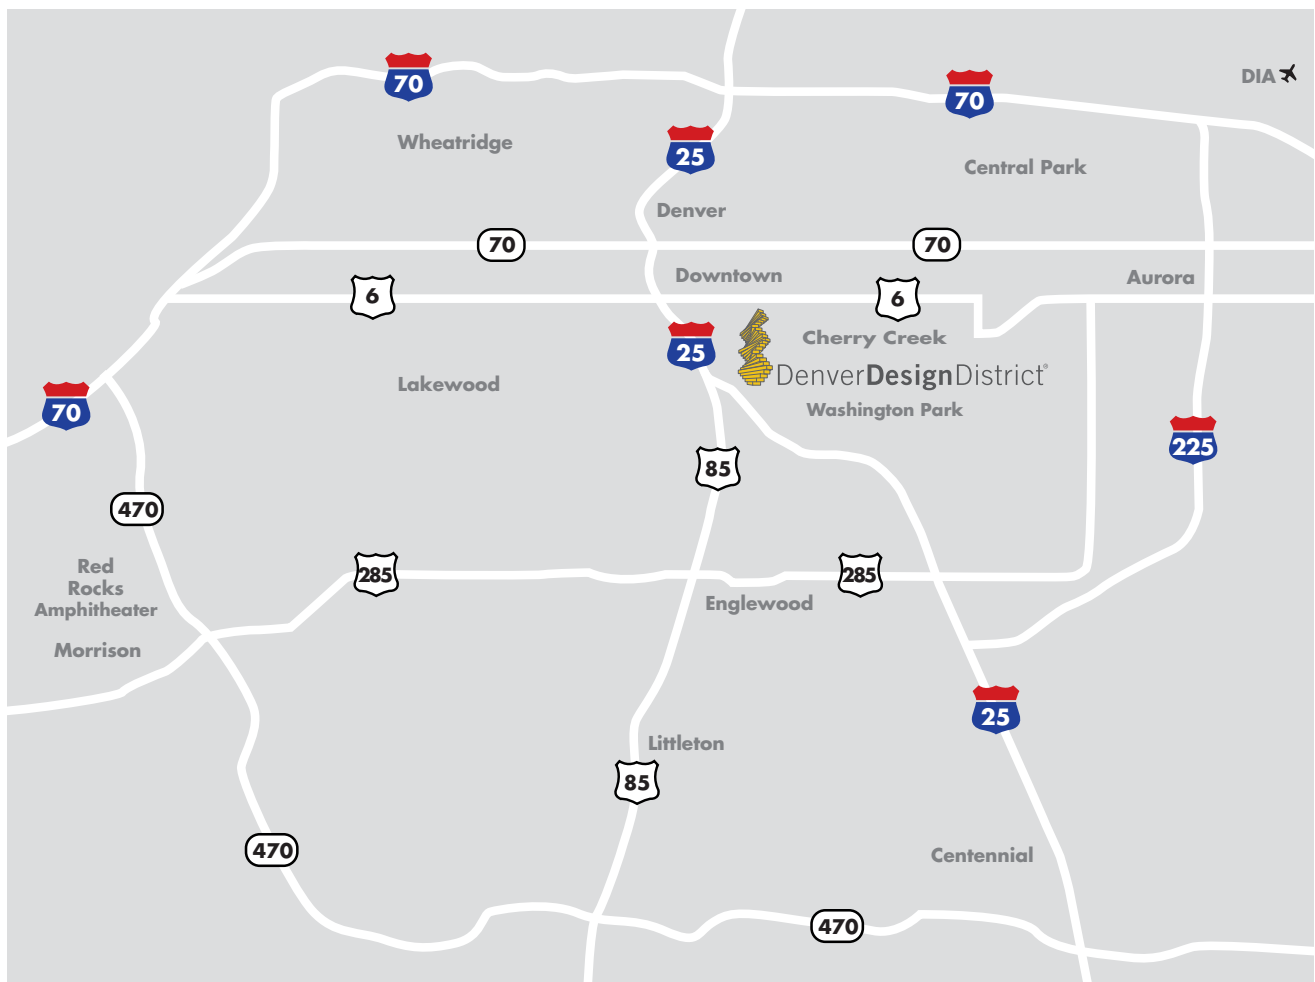 70
DIA
70
25
Wheatridge
Central Park
Denver
70
70
Downtown
Aurora
6
6
Cherry Creek
25
DenverDesignDistrict®
Lakewood
Washington Park
70
225
85
470
Red
Rocks
Amphitheater
285
285
Englewood
Morrison
25
Littleton
85
470
Centennial
470